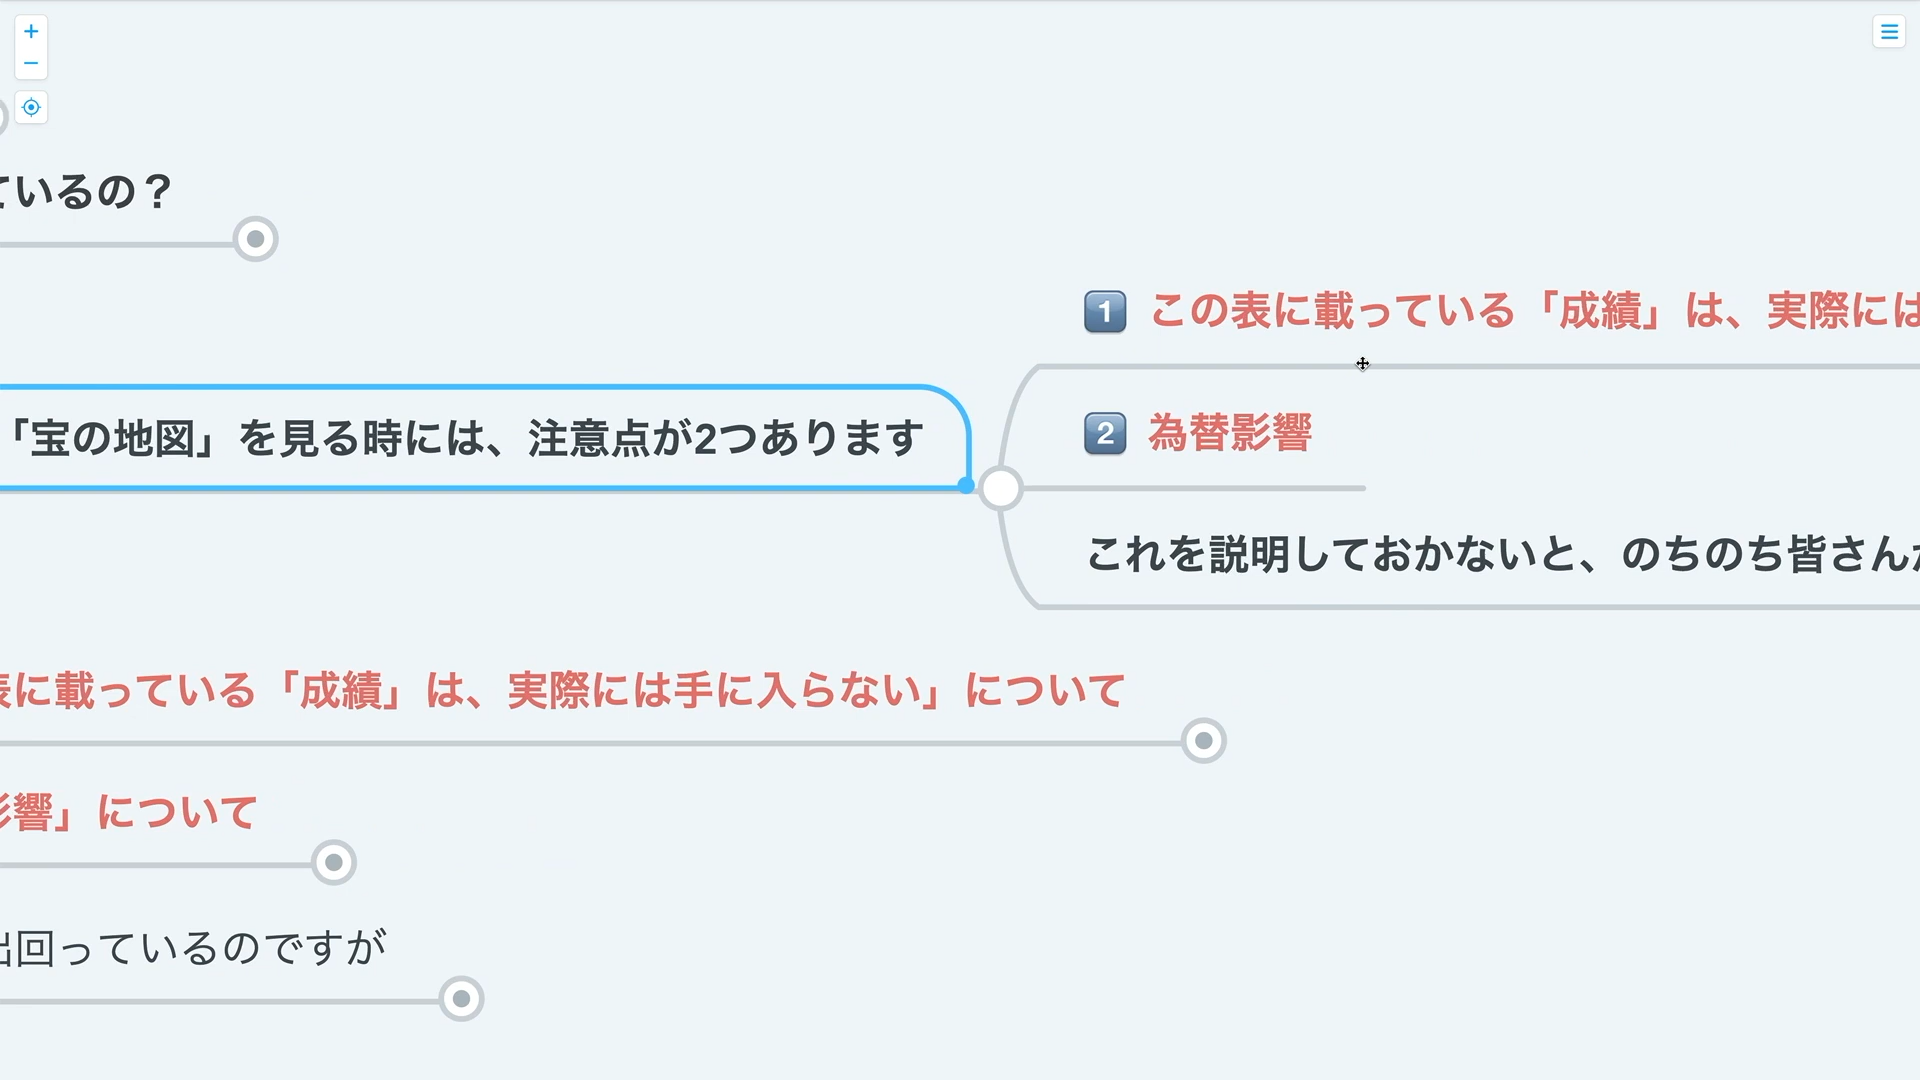 ているの？
1 この表に載っている「成績」は、実際には
「宝の地図」を見る時には、注意点が2つあります
2 為替影響
これを説明しておかないと、のちのち皆さんが
表に載っている「成績」は、実際には手に入らない」について
影響」について
出回っているのですが